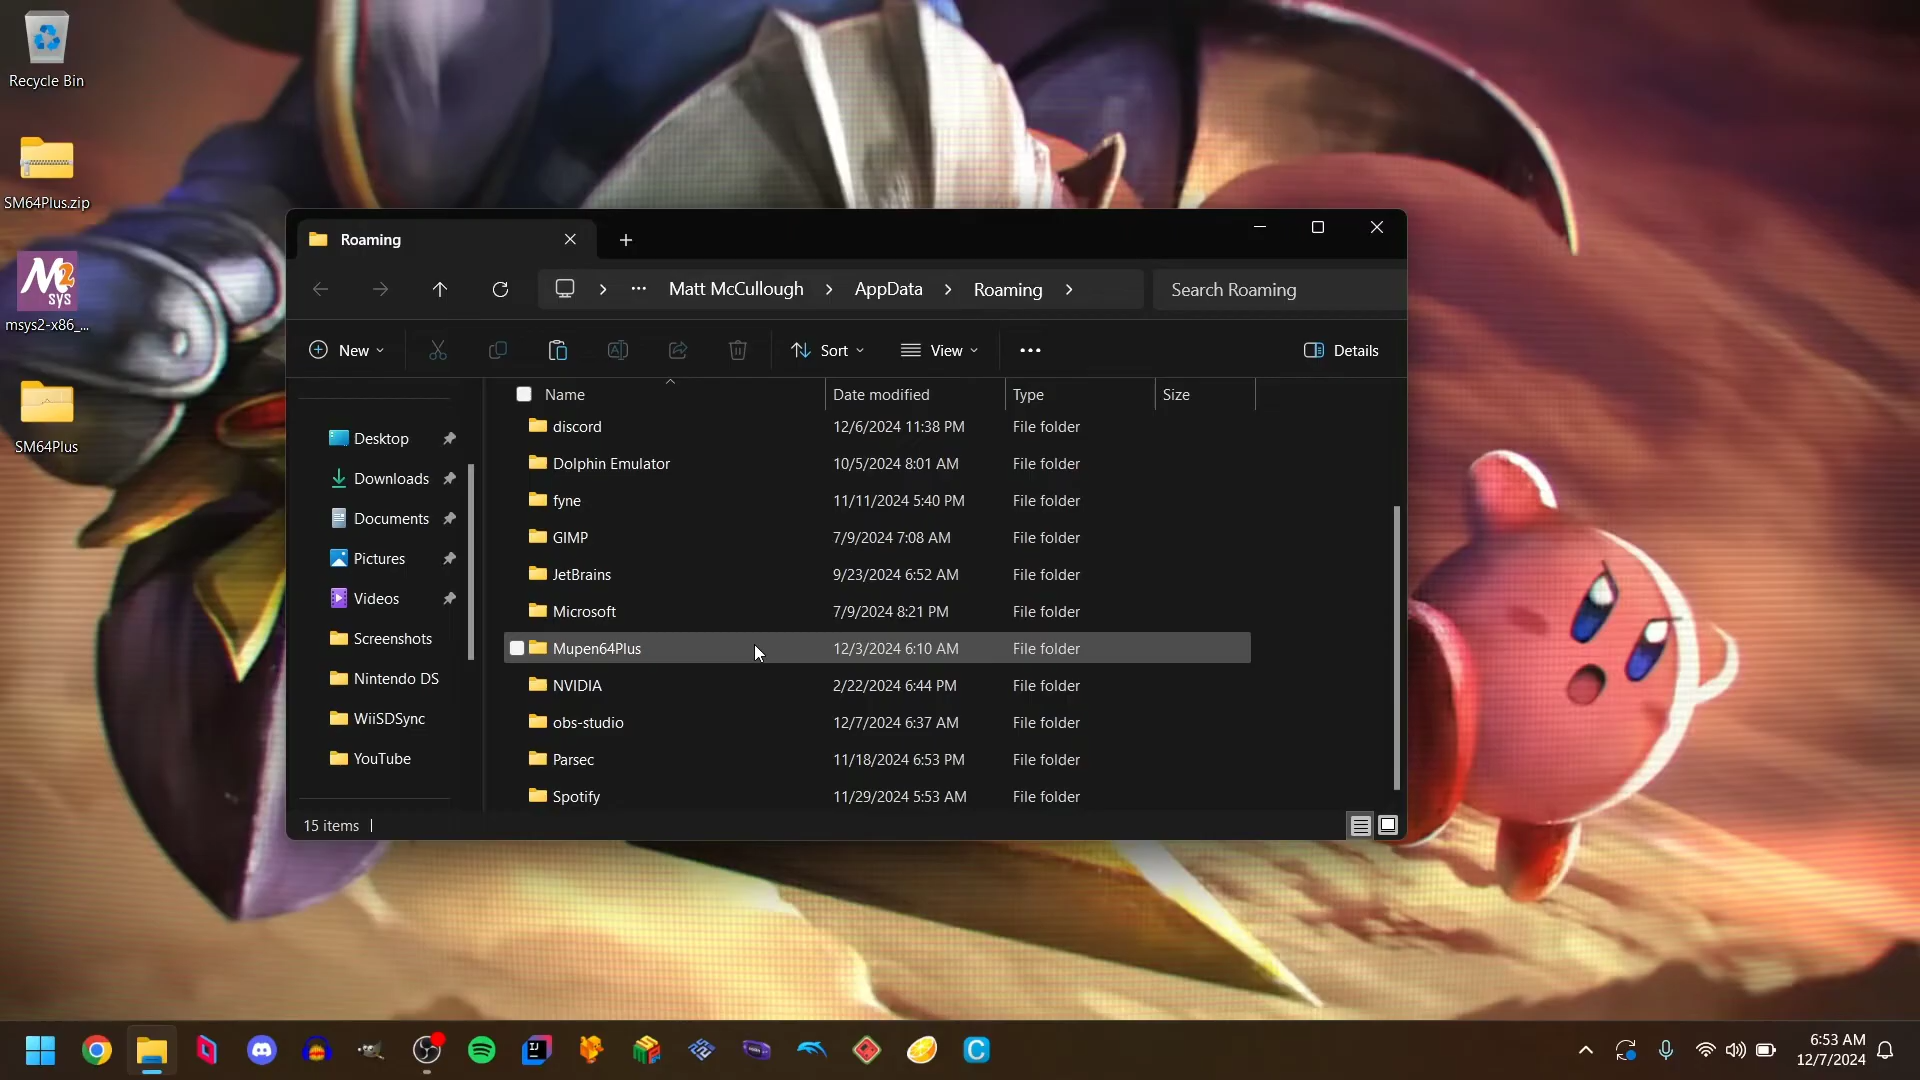 Recycle Bin
SM64Plus.zip
M2
sys
msys2-x86_...
SM64Plus
Roaming
Matt McCullough
AppData
Roaming
Search Roaming
New
Sort
View
Details
Name
Date modified
Type
Size
Desktop
Downloads
Documents
Pictures
Videos
Screenshots
Nintendo DS
WiiSDSync
YouTube
discord 12/6/2024 11:38 PM File folder
Dolphin Emulator 10/5/2024 8:01 AM File folder
fyne 11/11/2024 5:40 PM File folder
GIMP 7/9/2024 7:08 AM File folder
JetBrains 9/23/2024 6:52 AM File folder
Microsoft 7/9/2024 8:21 PM File folder
Mupen64Plus 12/3/2024 6:10 AM File folder
NVIDIA 2/22/2024 6:44 PM File folder
obs-studio 12/7/2024 6:37 AM File folder
Parsec 11/18/2024 6:53 PM File folder
Spotify 11/29/2024 5:53 AM File folder
15 items
IJ
C
6:53 AM
12/7/2024